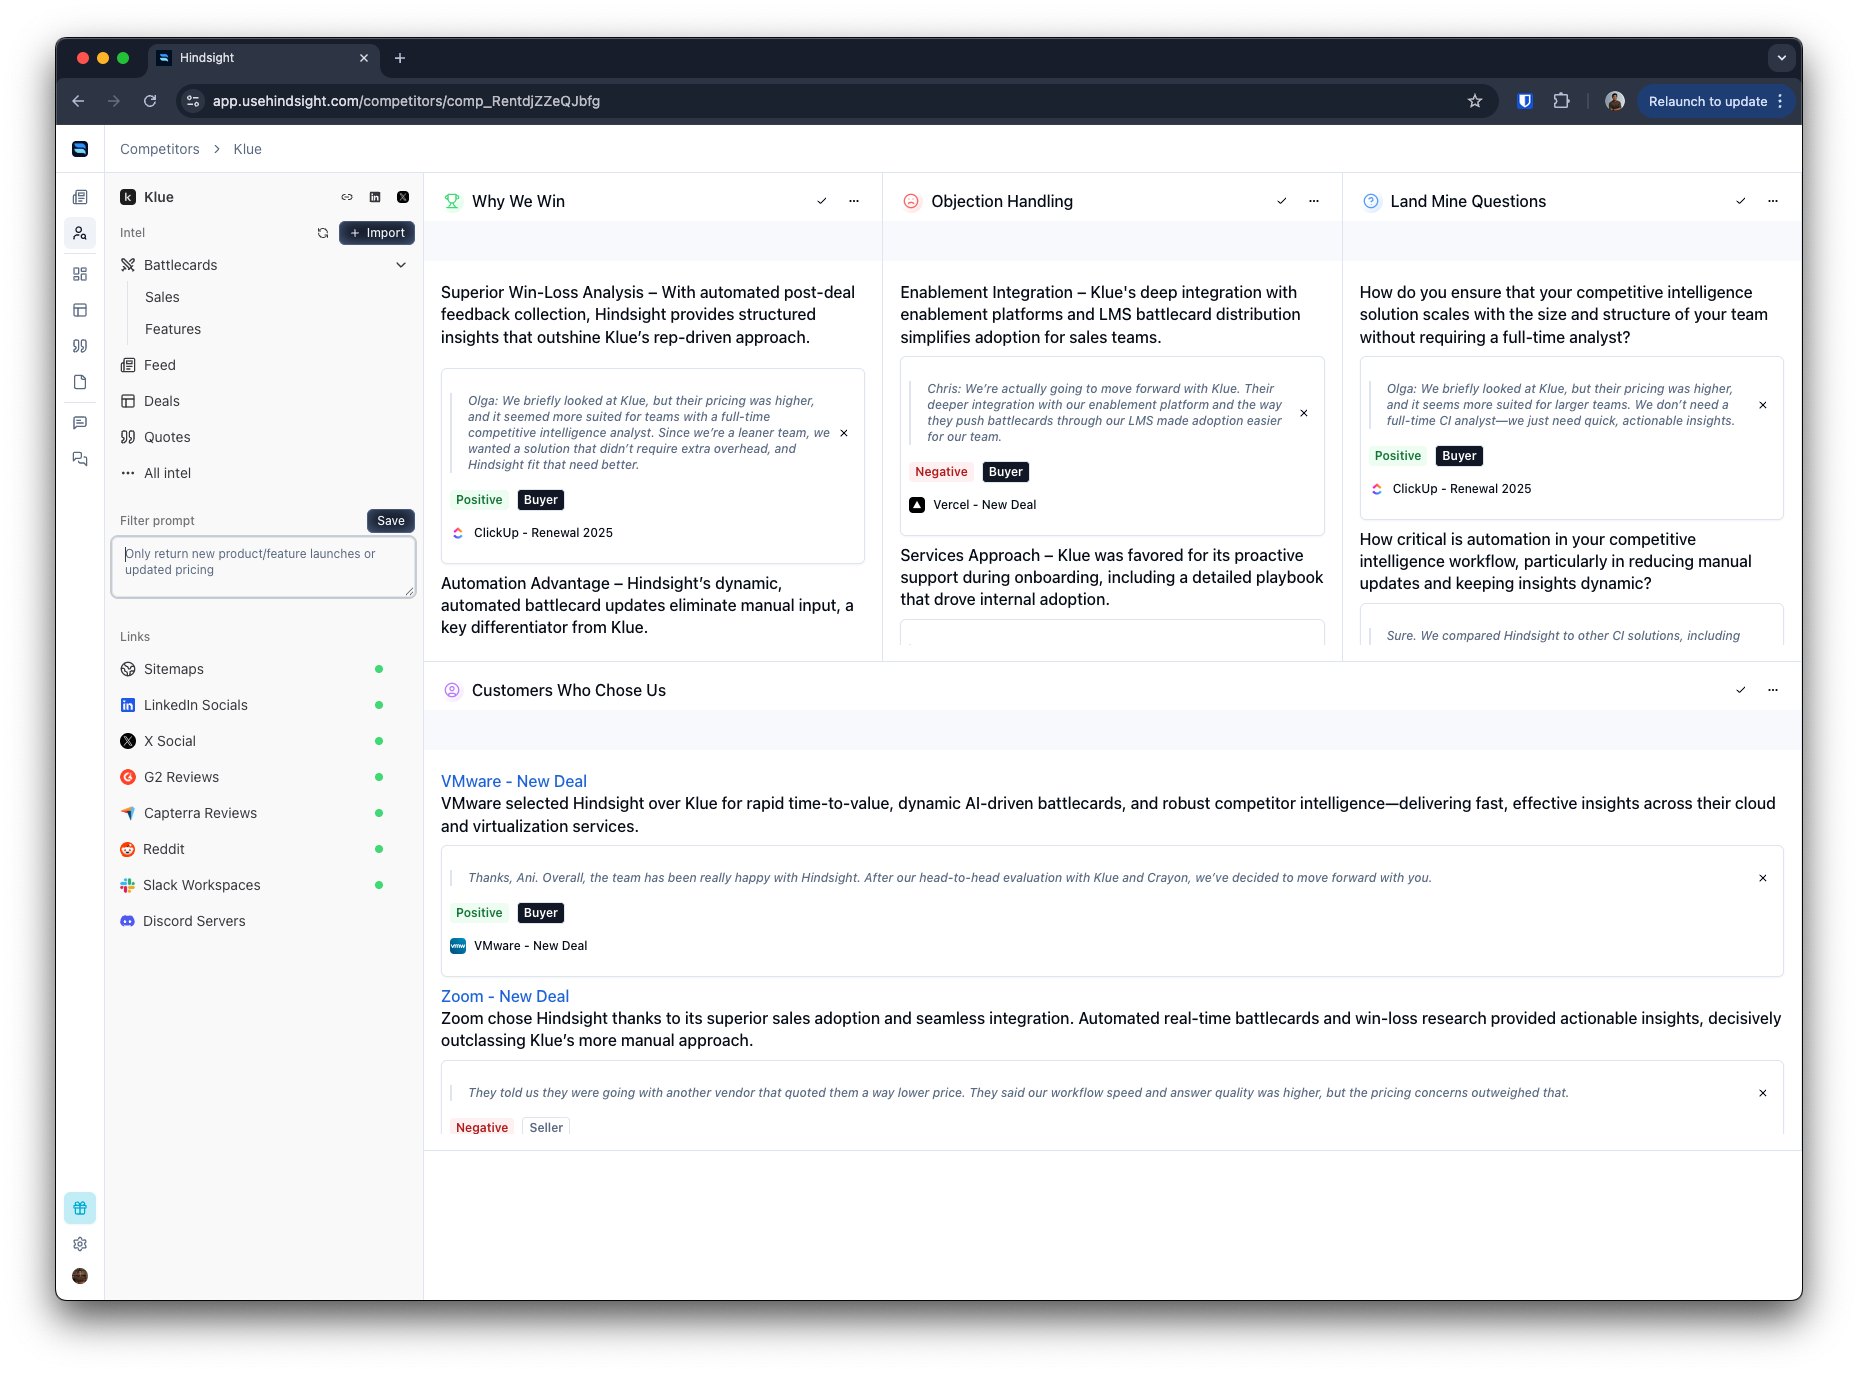 Hindsight
app.usehindsight.com/competitors/comp_RentdjZZeQJbfg
Relaunch to update
Competitors
Klue
Klue
Intel
Import
Battlecards
Sales
Features
Feed
Deals
Quotes
All intel
Filter prompt
Save
Only return new product/feature launches or
updated pricing
Links
Sitemaps
LinkedIn Socials
X Social
G2 Reviews
Capterra Reviews
Reddit
Slack Workspaces
Discord Servers
Why We Win
Superior Win-Loss Analysis – With automated post-deal
feedback collection, Hindsight provides structured
insights that outshine Klue’s rep-driven approach.
Olga: We briefly looked at Klue, but their pricing was higher,
and it seemed more suited for teams with a full-time
competitive intelligence analyst. Since we’re a leaner team, we
wanted a solution that didn’t require extra overhead, and
Hindsight fit that need better.
Positive
Buyer
ClickUp - Renewal 2025
Automation Advantage – Hindsight’s dynamic,
automated battlecard updates eliminate manual input, a
key differentiator from Klue.
Objection Handling
Enablement Integration – Klue's deep integration with
enablement platforms and LMS battlecard distribution
simplifies adoption for sales teams.
Chris: We’re actually going to move forward with Klue. Their
deeper integration with our enablement platform and the way
they push battlecards through our LMS made adoption easier
for our team.
Negative
Buyer
Vercel - New Deal
Services Approach – Klue was favored for its proactive
support during onboarding, including a detailed playbook
that drove internal adoption.
Land Mine Questions
How do you ensure that your competitive intelligence
solution scales with the size and structure of your team
without requiring a full-time analyst?
Olga: We briefly looked at Klue, but their pricing was higher,
and it seems more suited for larger teams. We don’t need a
full-time CI analyst—we just need quick, actionable insights.
Positive
Buyer
ClickUp - Renewal 2025
How critical is automation in your competitive
intelligence workflow, particularly in reducing manual
updates and keeping insights dynamic?
Sure. We compared Hindsight to other CI solutions, including
Customers Who Chose Us
VMware - New Deal
VMware selected Hindsight over Klue for rapid time-to-value, dynamic AI-driven battlecards, and robust competitor intelligence—delivering fast, effective insights across their cloud
and virtualization services.
Thanks, Ani. Overall, the team has been really happy with Hindsight. After our head-to-head evaluation with Klue and Crayon, we’ve decided to move forward with you.
Positive
Buyer
vmw
VMware - New Deal
Zoom - New Deal
Zoom chose Hindsight thanks to its superior sales adoption and seamless integration. Automated real-time battlecards and win-loss research provided actionable insights, decisively
outclassing Klue’s more manual approach.
They told us they were going with another vendor that quoted them a way lower price. They said our workflow speed and answer quality was higher, but the pricing concerns outweighed that.
Negative
Seller